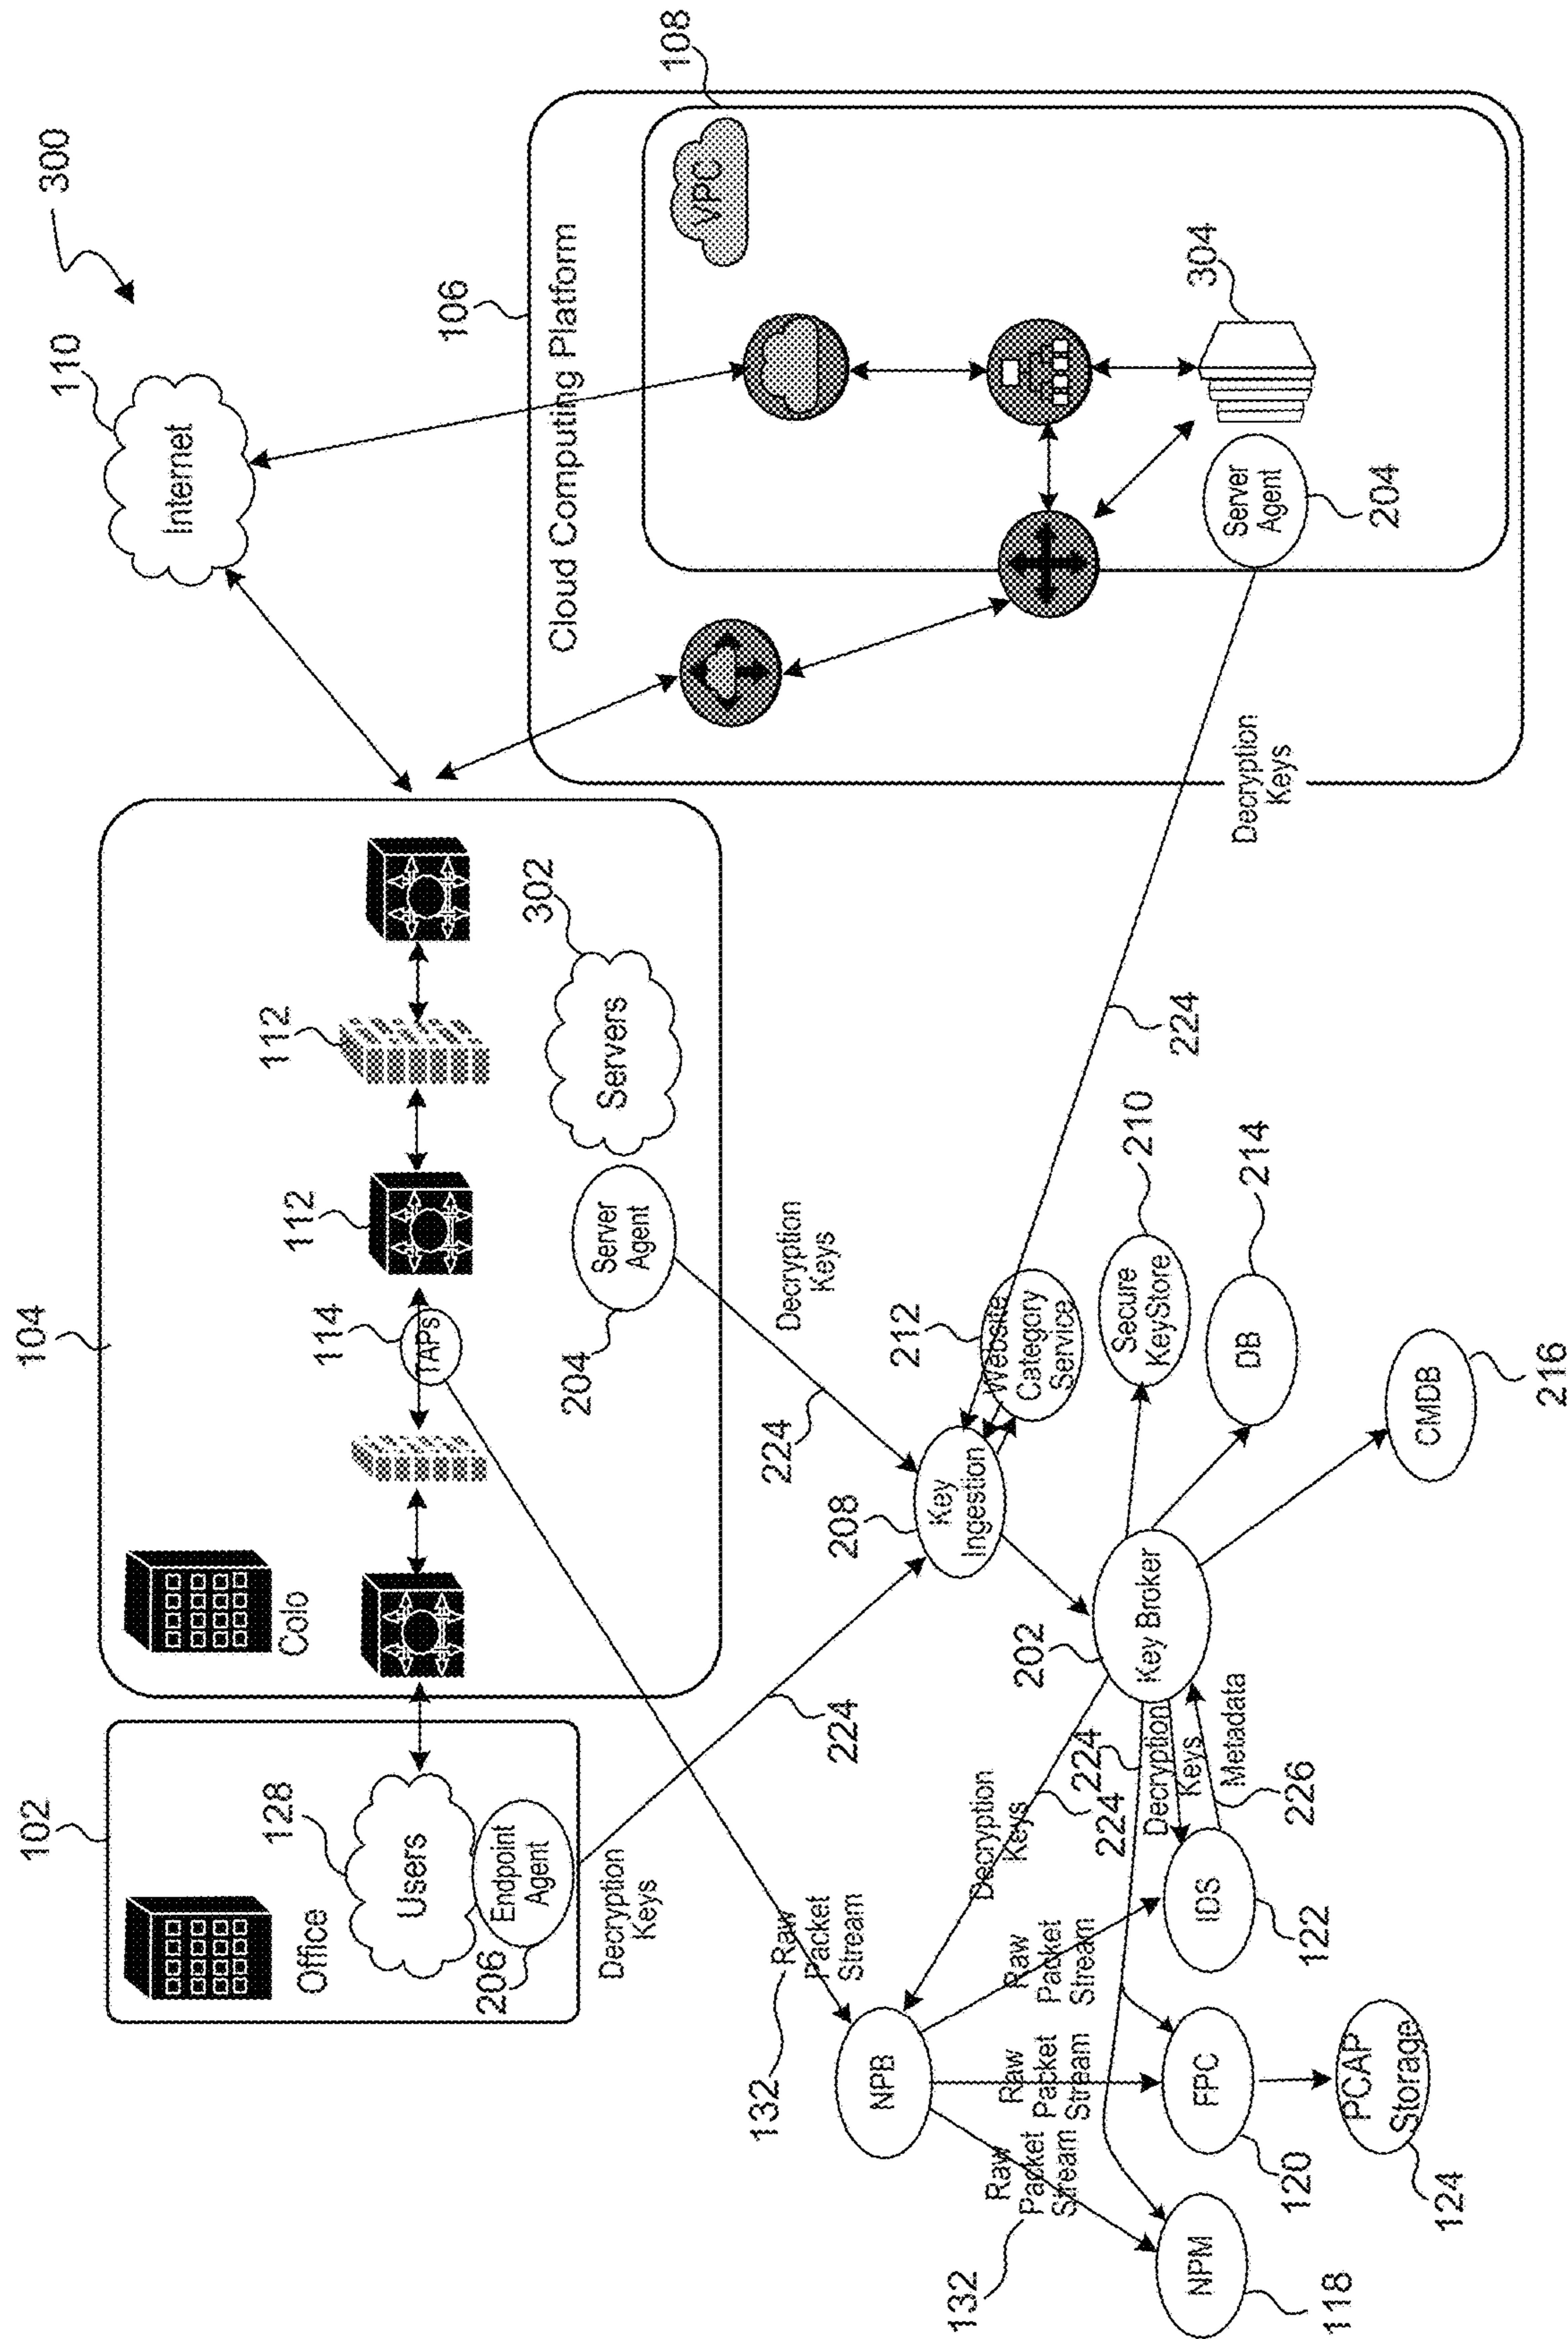 300
110
Internet
108
106
Cloud Computing Platform
VPC
304
Server
Agent
204
Decryption
Keys
224
104
Colo
112
112
114
TAPs
Servers
302
Server
Agent
204
Decryption
Keys
224
102
Office
128
Users
Endpoint
Agent
206
Decryption
Keys
224
132
Raw
Packet
Stream
NPB
212
Website
Category
Service
208
Key
Ingestion
Secure
KeyStore
210
DB
214
CMDB
216
202
Key Broker
Decryption
Keys
224
224
Decryption
Keys
Metadata
226
Raw
Packet
Stream
Raw
Packet
Stream
Raw
Packet
Stream
132
IDS
122
FPC
120
NPM
118
PCAP
Storage
124